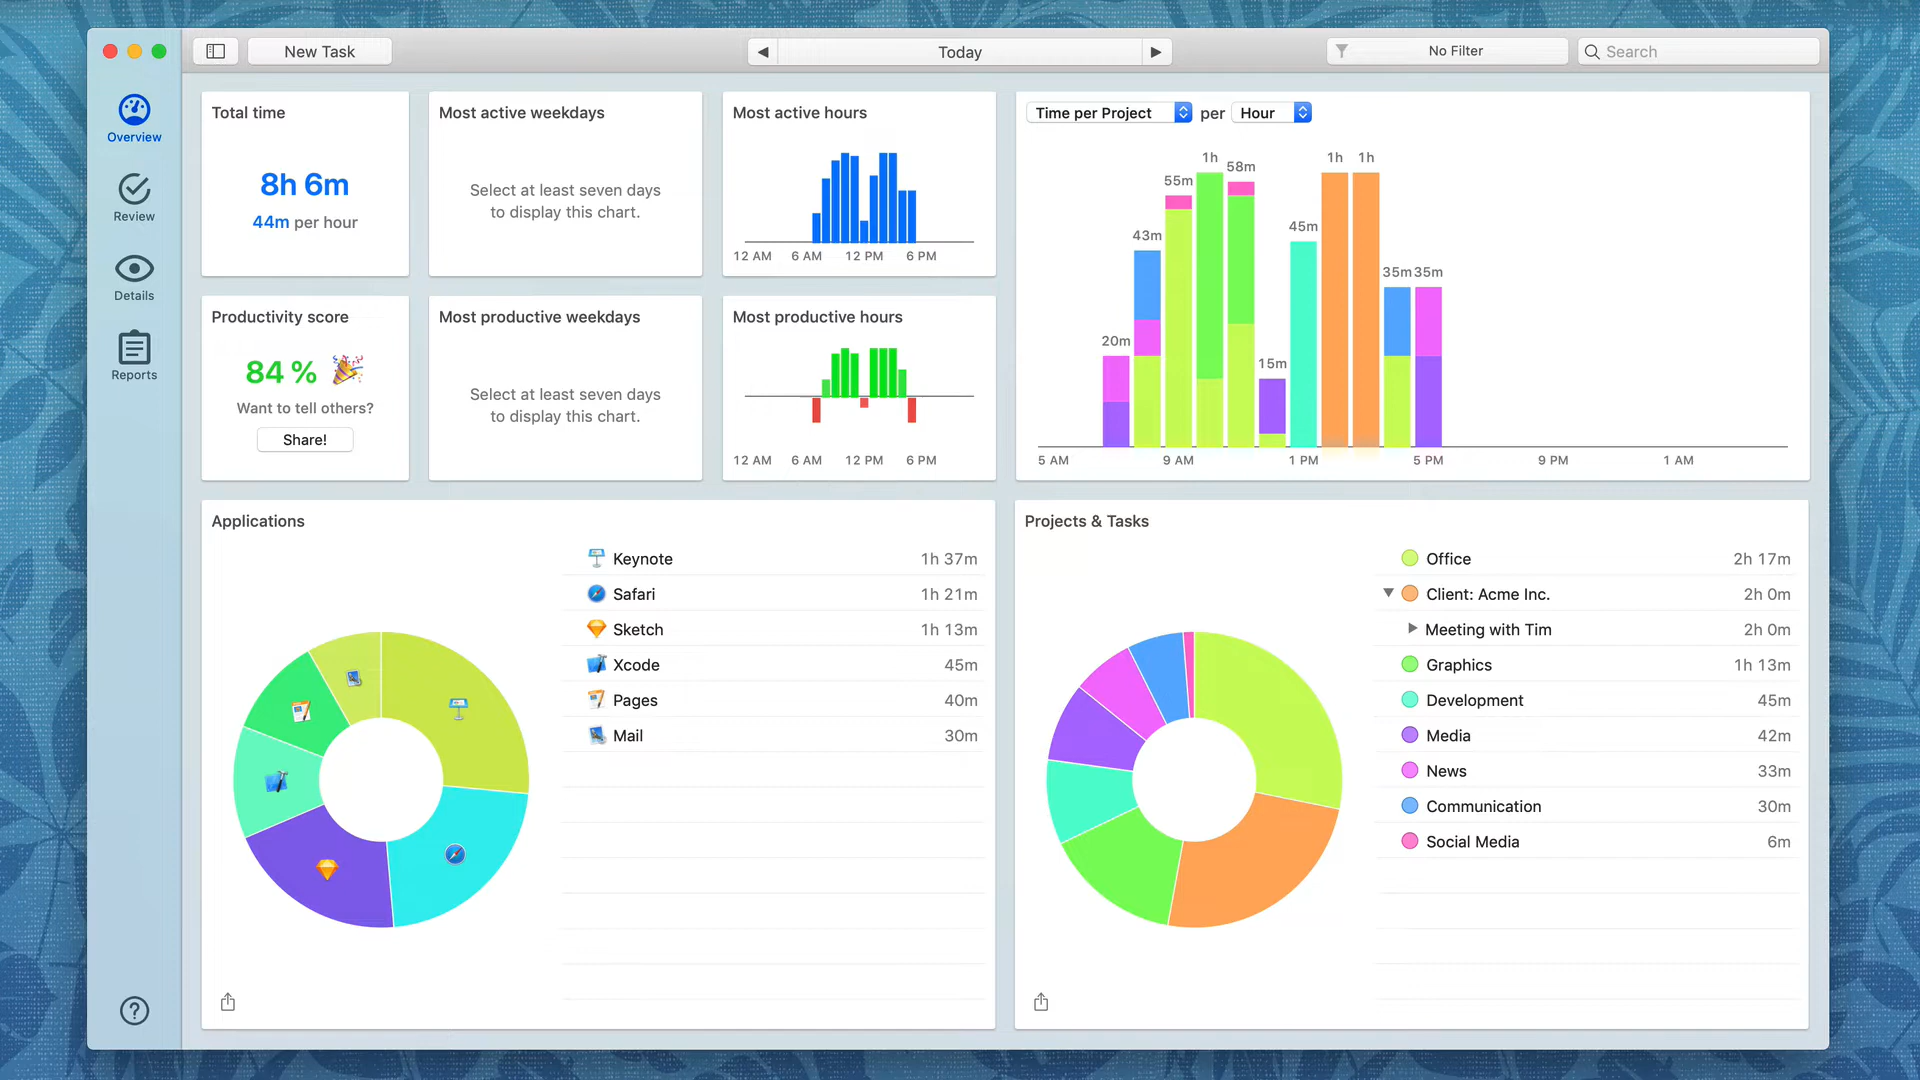 New Task
Today
No Filter
Search
Overview
Review
Details
Reports
?
Total time
8h 6m
44m per hour
Most active weekdays
Select at least seven days
to display this chart.
Most active hours
12 AM 6 AM 12 PM 6 PM
Time per Project per Hour
20m
43m
55m
1h
58m
15m
45m
1h
1h
35m
35m
5 AM 9 AM 1 PM 5 PM 9 PM 1 AM
Productivity score
84 %
Want to tell others?
Share!
Most productive weekdays
Select at least seven days
to display this chart.
Most productive hours
12 AM 6 AM 12 PM 6 PM
Applications
Keynote 1h 37m
Safari 1h 21m
Sketch 1h 13m
Xcode 45m
Pages 40m
Mail 30m
Projects & Tasks
Office 2h 17m
Client: Acme Inc. 2h 0m
Meeting with Tim 2h 0m
Graphics 1h 13m
Development 45m
Media 42m
News 33m
Communication 30m
Social Media 6m